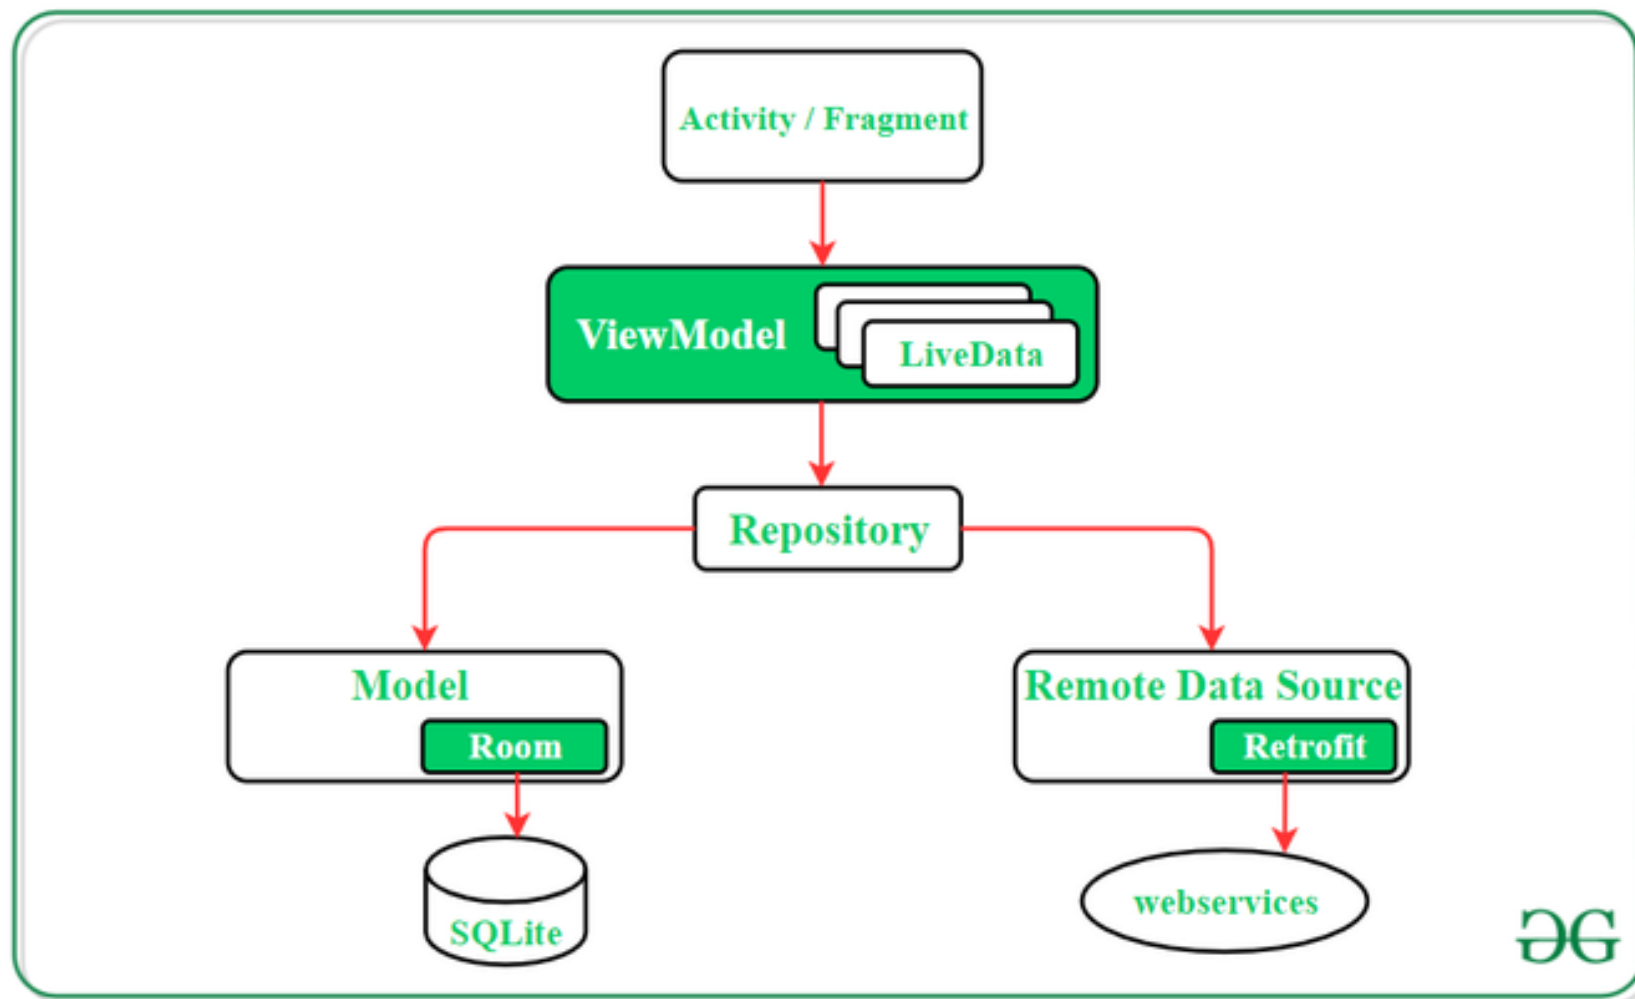 Activity / Fragment
ViewModel
LiveData
Repository
Model
Room
Remote Data Source
Retrofit
SQLite
webservices